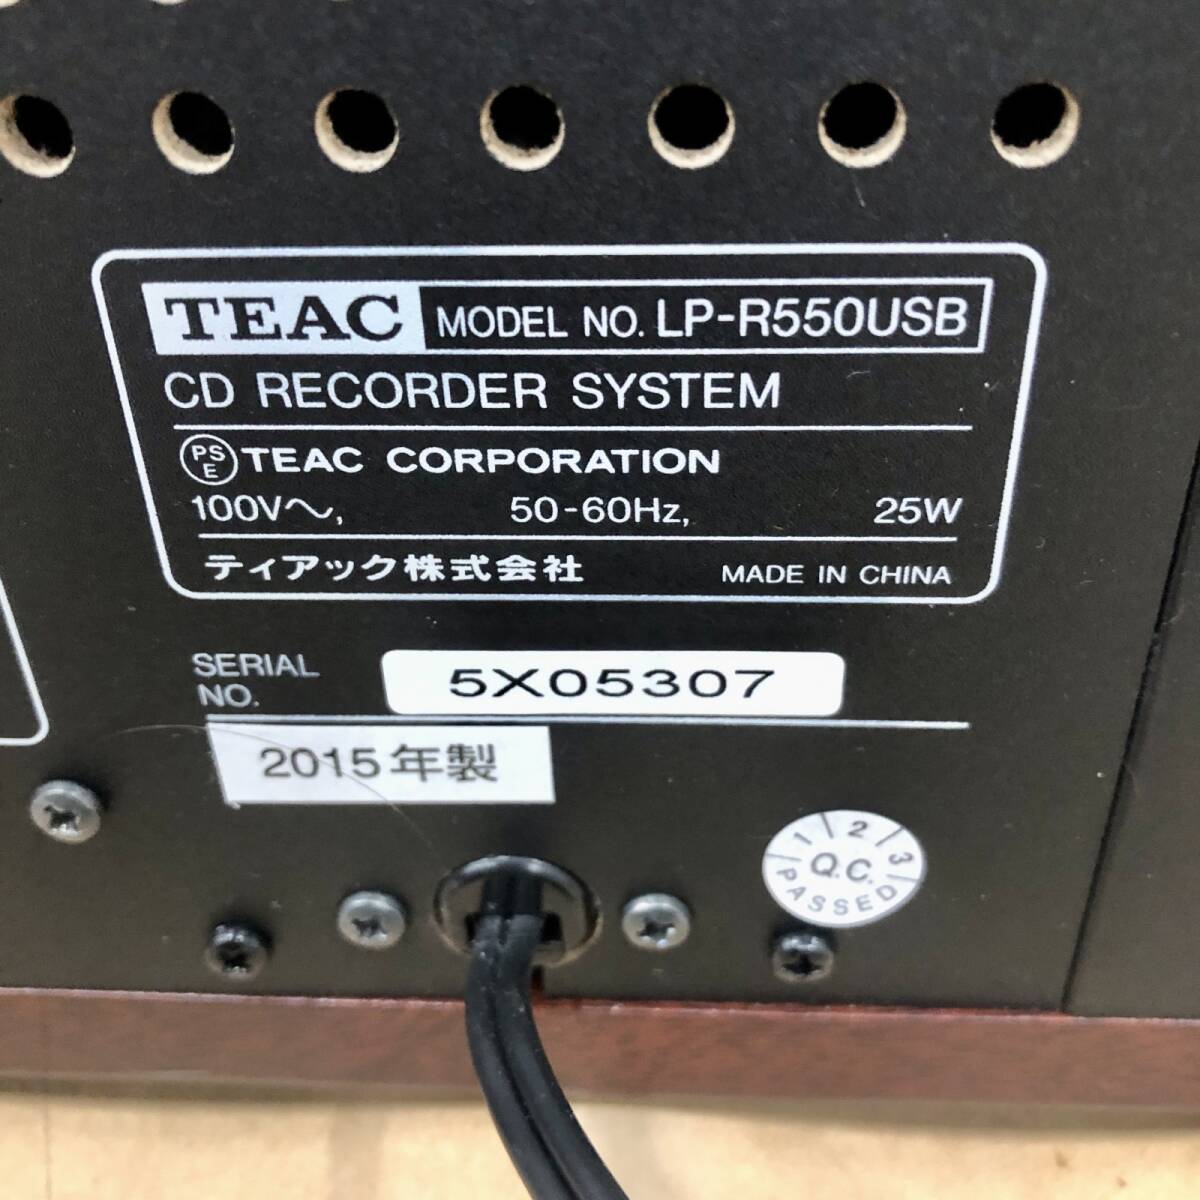 TEAC MODEL NO. LP-R550USB
CD RECORDER SYSTEM
PS
E
TEAC CORPORATION
100V～, 50-60Hz, 25W
ティアック株式会社 MADE IN CHINA
SERIAL
NO.
5X05307
2015年製
1 2 3
Q.C.
PASSED